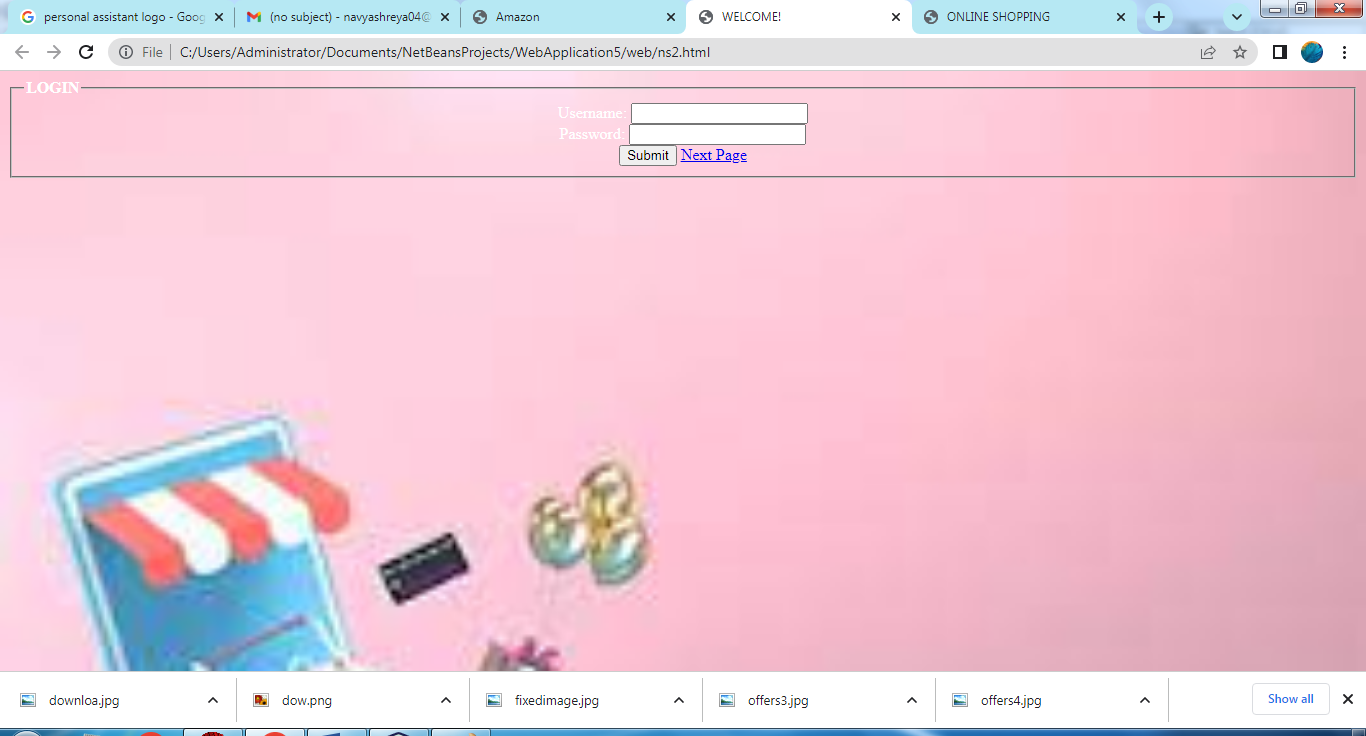 personal assistant logo - Goog
(no subject) - navyashreya04@
Amazon
WELCOME!
ONLINE SHOPPING
File
C:/Users/Administrator/Documents/NetBeansProjects/WebApplication5/web/ns2.html
LOGIN
Username:
Password:
Submit Next Page
downloa.jpg
dow.png
fixedimage.jpg
offers3.jpg
offers4.jpg
Show all